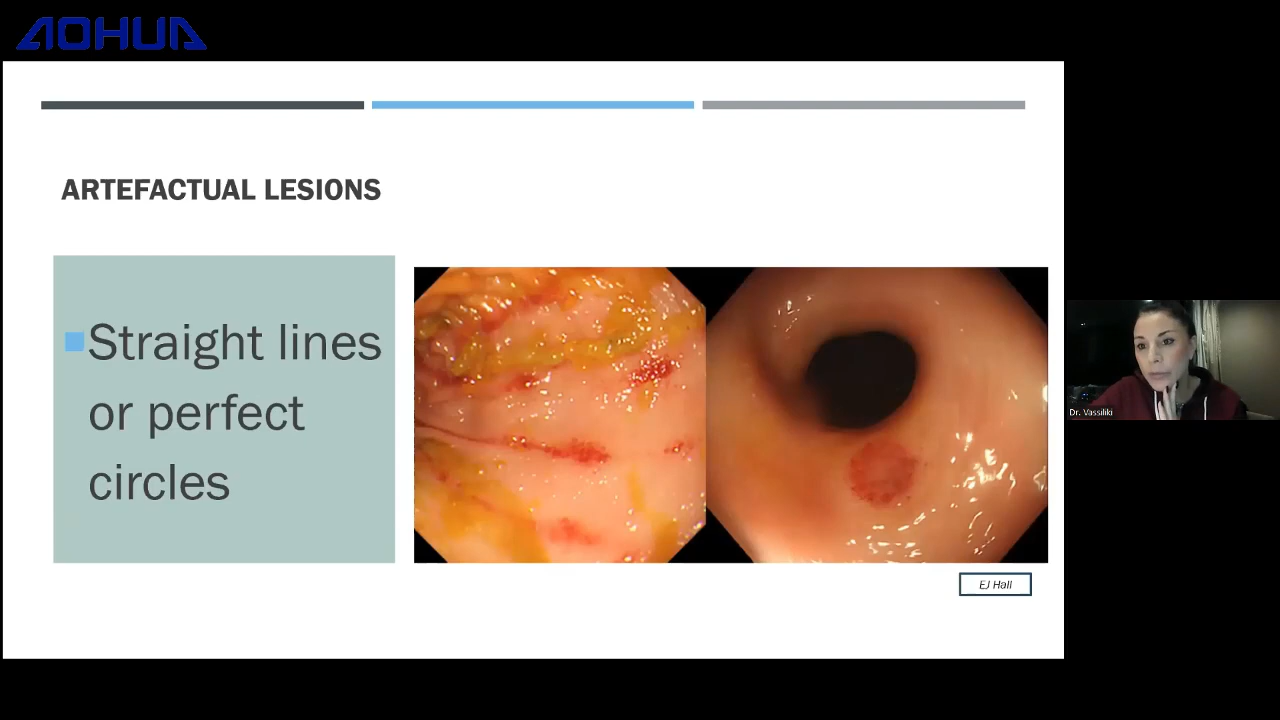 AOHUA
ARTEFACTUAL LESIONS
Straight lines
or perfect
circles
EJ Hall
Dr. Vassiliki